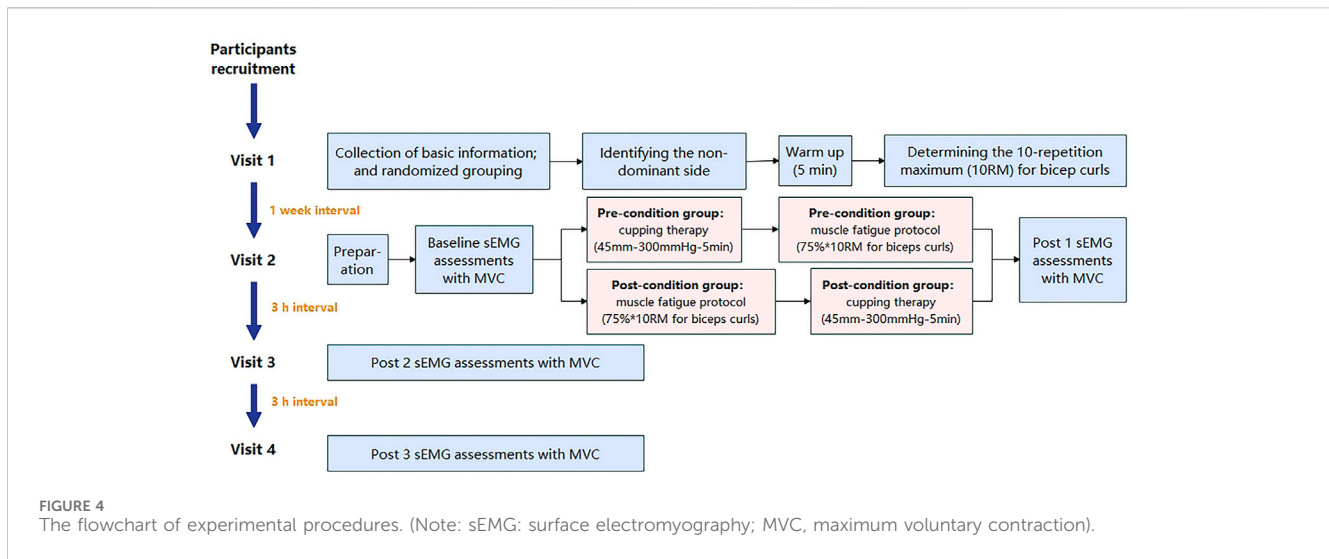 Participants
recruitment
Visit 1
Collection of basic information;
and randomized grouping
Identifying the non-
dominant side
Warm up
(5 min)
Determining the 10-repetition
maximum (10RM) for bicep curls
1 week interval
Visit 2
Prepar-
ation
Baseline sEMG
assessments
with MVC
Pre-condition group:
cupping therapy
(45mm-300mmHg-5min)
Pre-condition group:
muscle fatigue protocol
(75%*10RM for biceps curls)
Post-condition group:
muscle fatigue protocol
(75%*10RM for biceps curls)
Post-condition group:
cupping therapy
(45mm-300mmHg-5min)
Post 1 sEMG
assessments
with MVC
3 h interval
Visit 3
Post 2 sEMG assessments with MVC
3 h interval
Visit 4
Post 3 sEMG assessments with MVC
FIGURE 4
The flowchart of experimental procedures. (Note: sEMG: surface electromyography; MVC, maximum voluntary contraction).